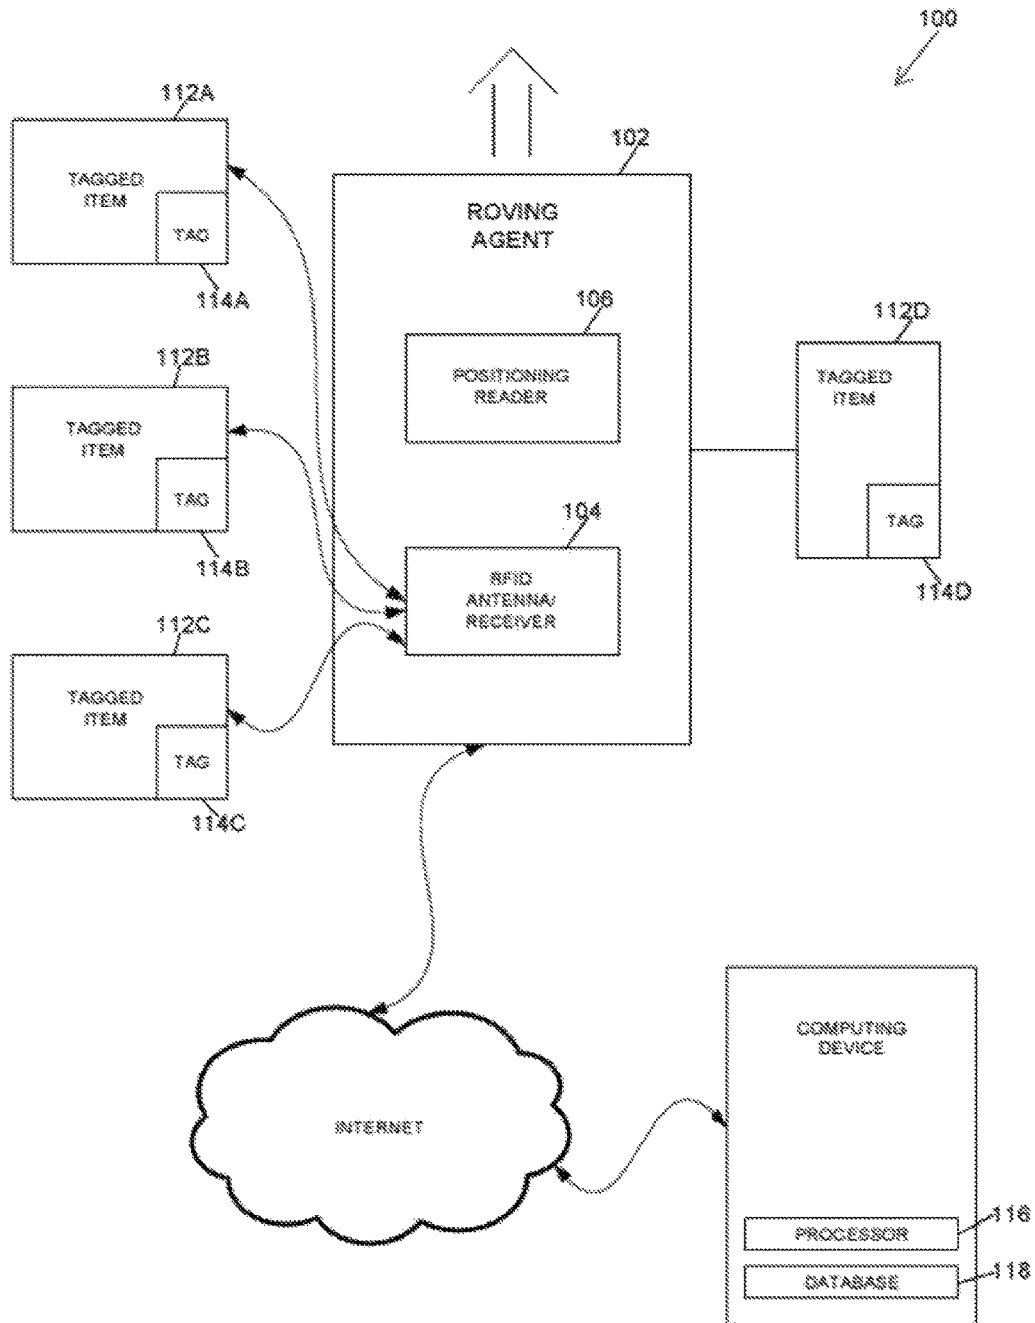 100
112A
TAGGED
ITEM
TAG
114A
102
ROVING
AGENT
106
POSITIONING
READER
112B
TAGGED
ITEM
TAG
114B
112D
TAGGED
ITEM
TAG
114D
104
RFID
ANTENNA/
RECEIVER
112C
TAGGED
ITEM
TAG
114C
INTERNET
COMPUTING
DEVICE
PROCESSOR
116
DATABASE
118